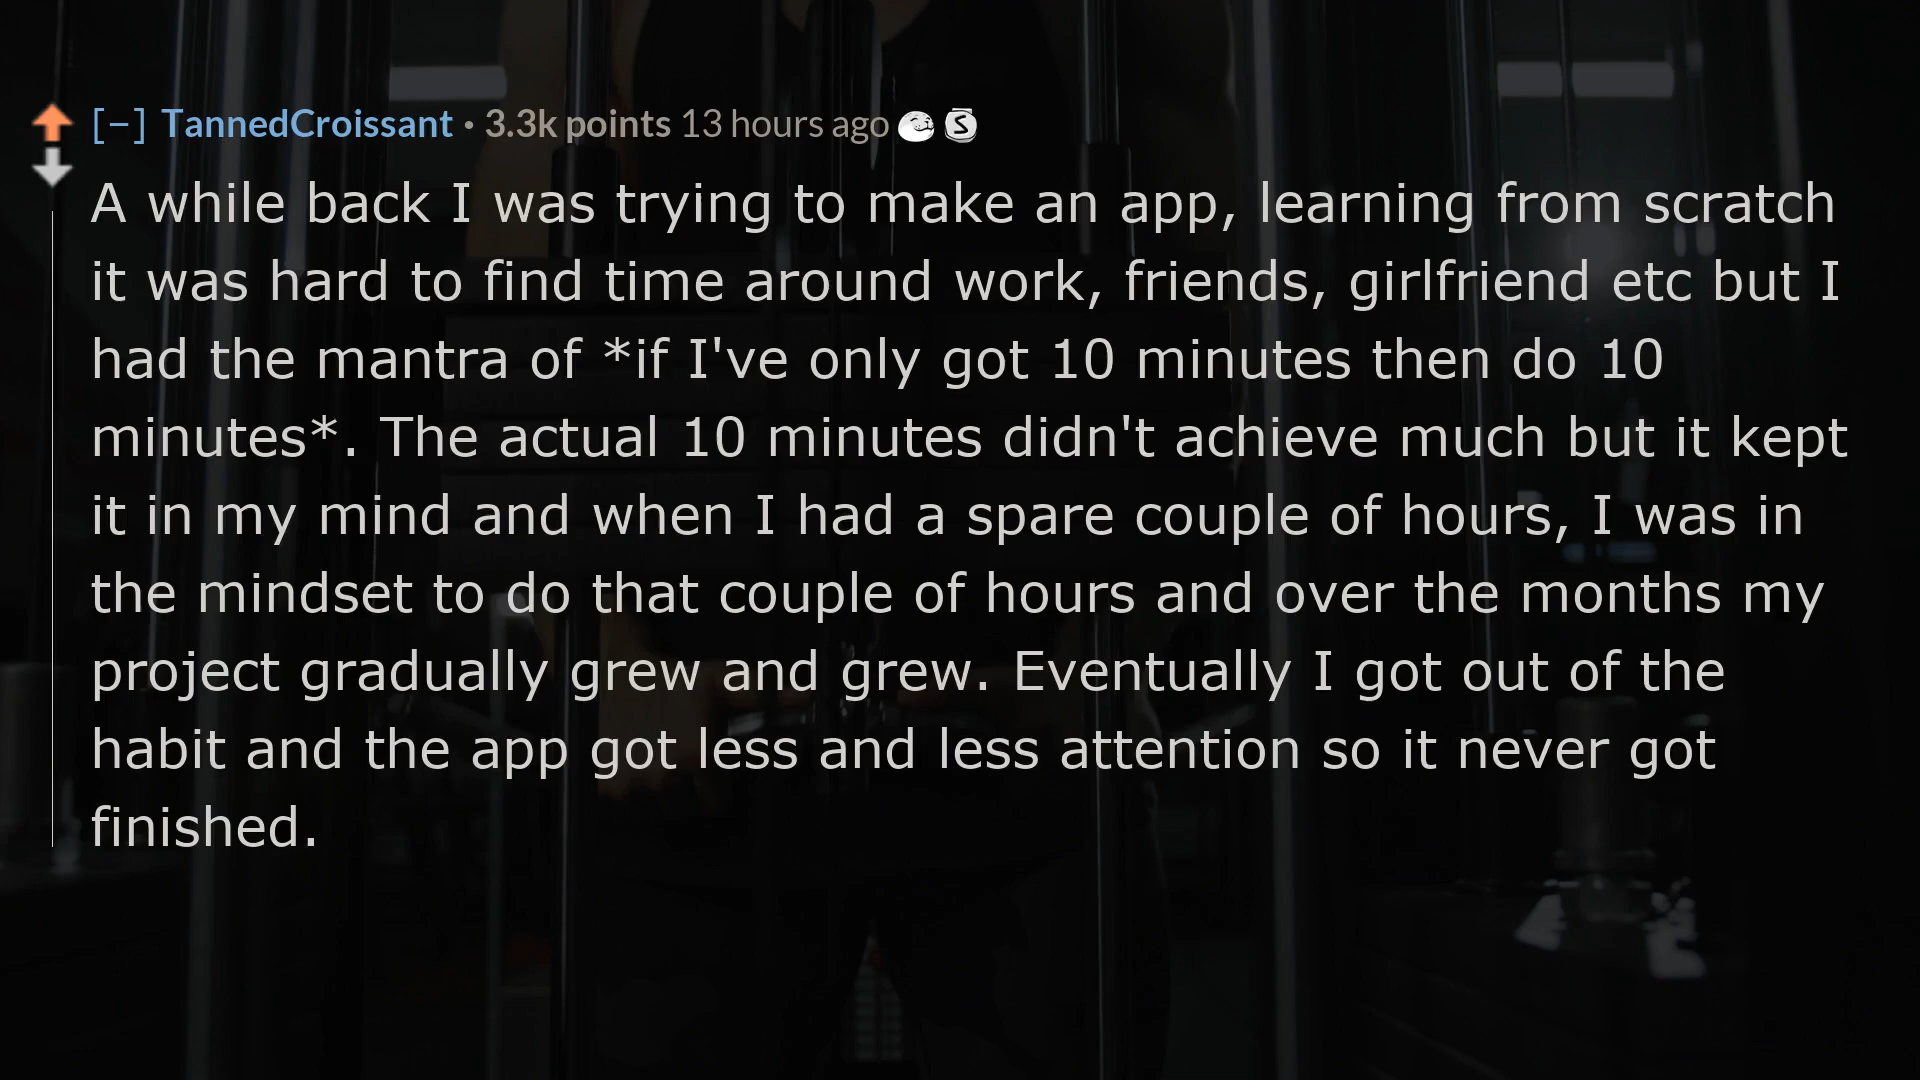 [−] TannedCroissant · 3.3k points 13 hours ago S
A while back I was trying to make an app, learning from scratch
it was hard to find time around work, friends, girlfriend etc but I
had the mantra of *if I've only got 10 minutes then do 10
minutes*. The actual 10 minutes didn't achieve much but it kept
it in my mind and when I had a spare couple of hours, I was in
the mindset to do that couple of hours and over the months my
project gradually grew and grew. Eventually I got out of the
habit and the app got less and less attention so it never got
finished.